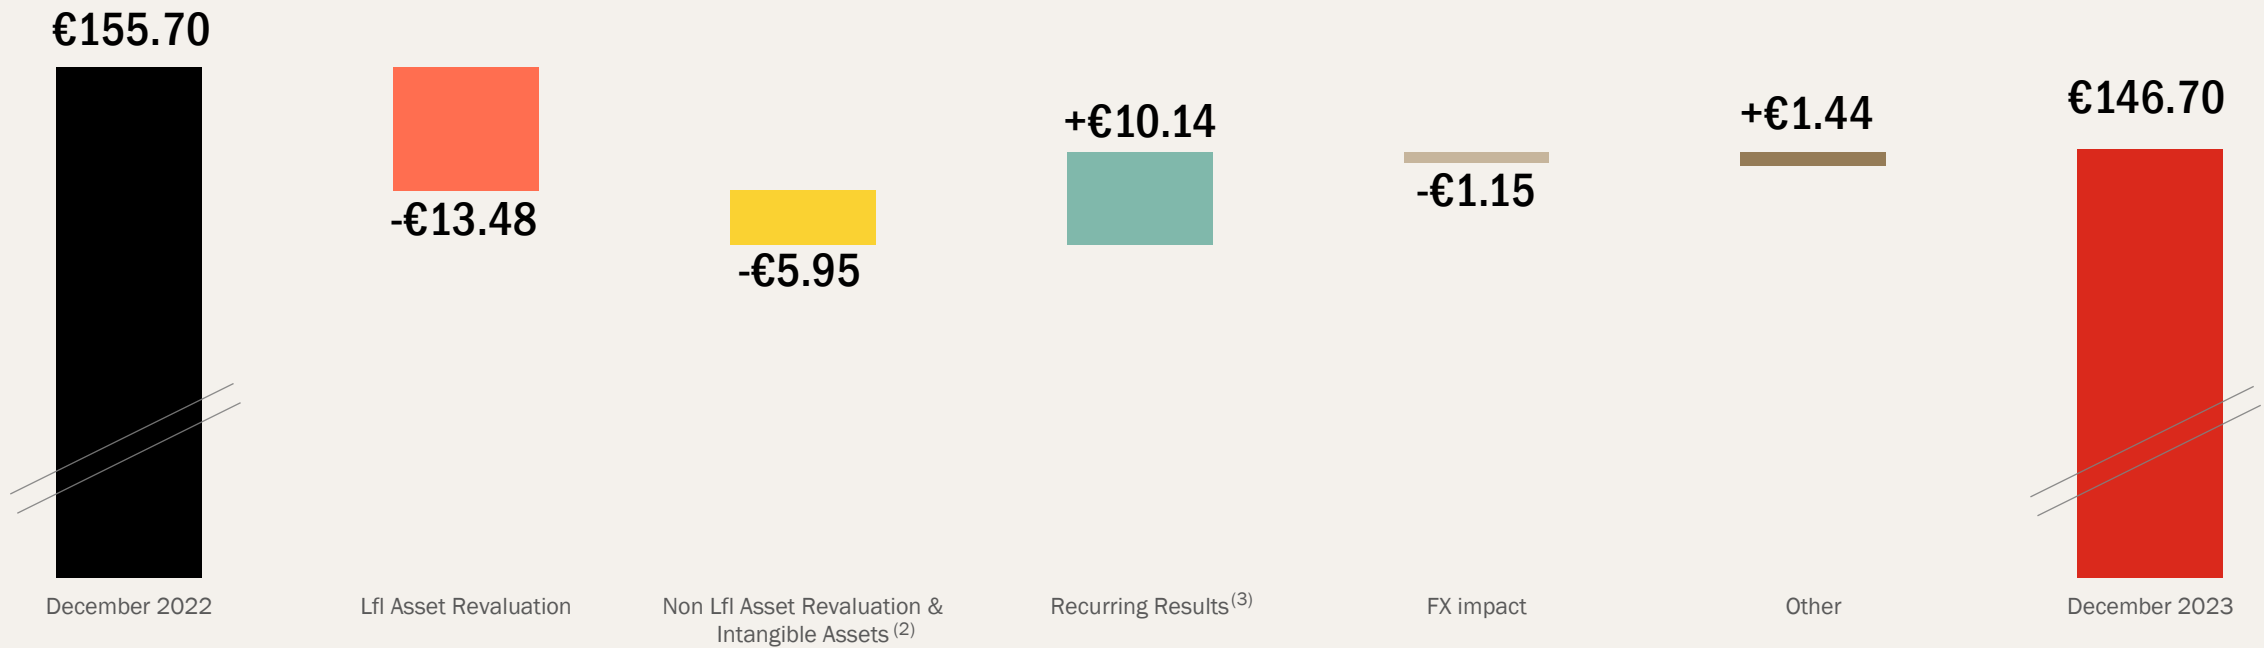 €155.70
-€13.48
-€5.95
+€10.14
-€1.15
+€1.44
€146.70
December 2022
Lfl Asset Revaluation
Non Lfl Asset Revaluation &
Intangible Assets (2)
Recurring Results(3)
FX impact
Other
December 2023